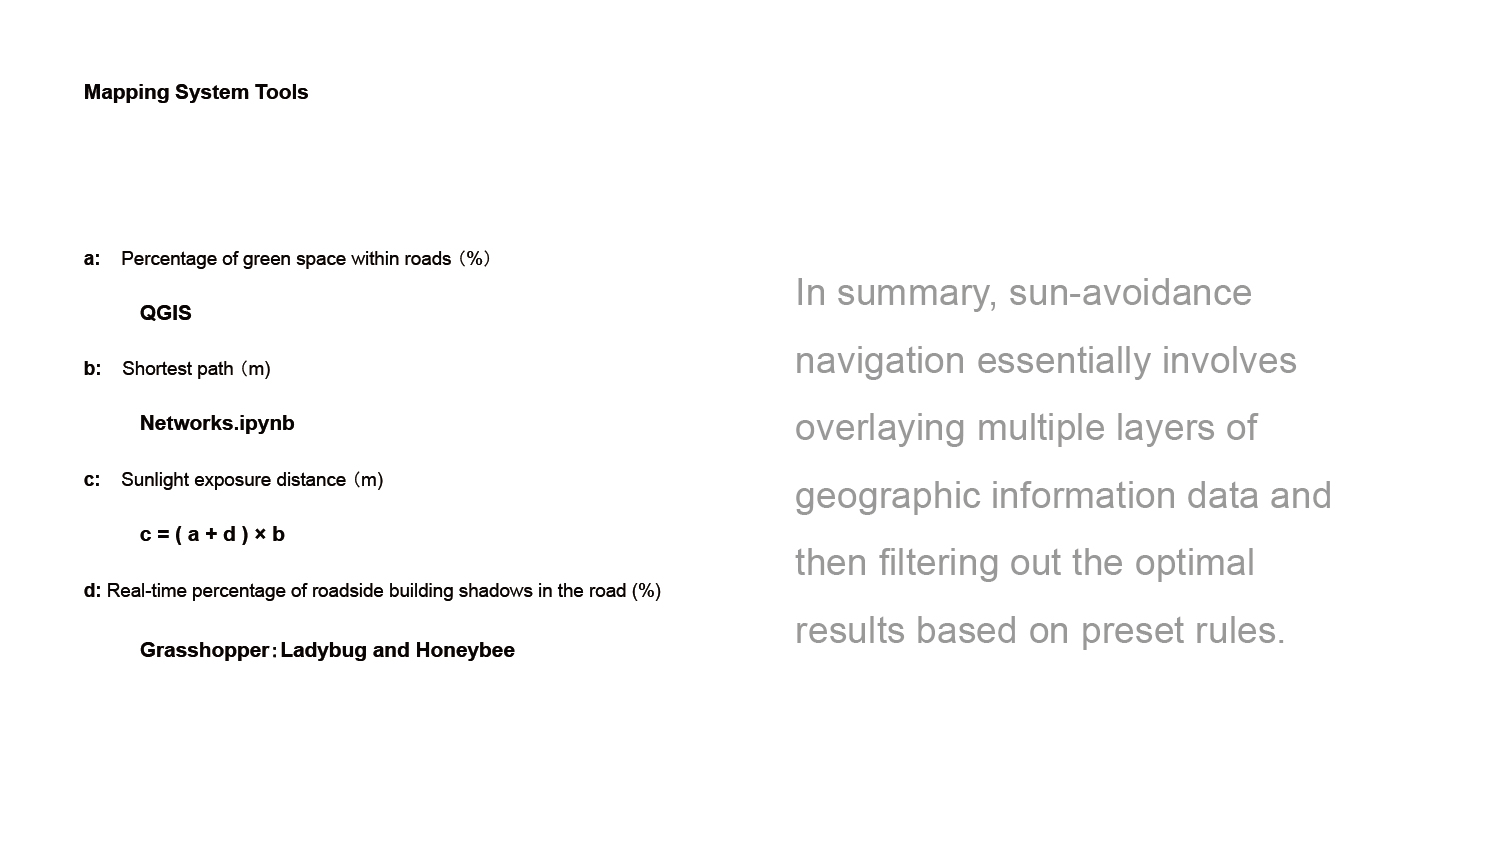 Mapping System Tools
a: Percentage of green space within roads（%）
QGIS
b: Shortest path（m)
Networks.ipynb
c: Sunlight exposure distance（m)
c = ( a + d ) × b
d: Real-time percentage of roadside building shadows in the road (%)
Grasshopper：Ladybug and Honeybee
In summary, sun-avoidance
navigation essentially involves
overlaying multiple layers of
geographic information data and
then filtering out the optimal
results based on preset rules.